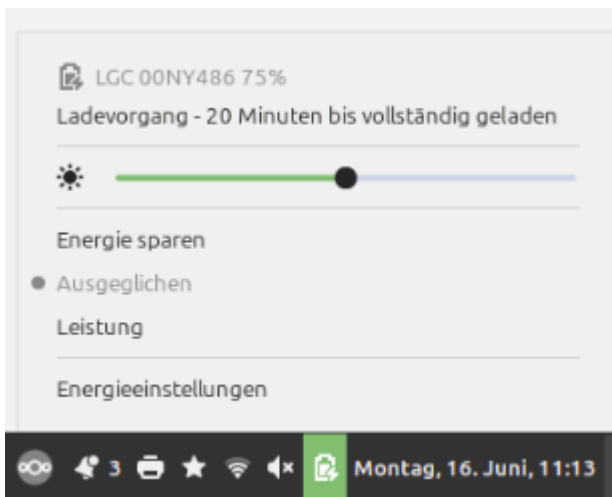 LGC 00NY486 75%
Ladevorgang - 20 Minuten bis vollständig geladen
Energie sparen
Ausgeglichen
Leistung
Energieeinstellungen
3 Montag, 16. Juni, 11:13